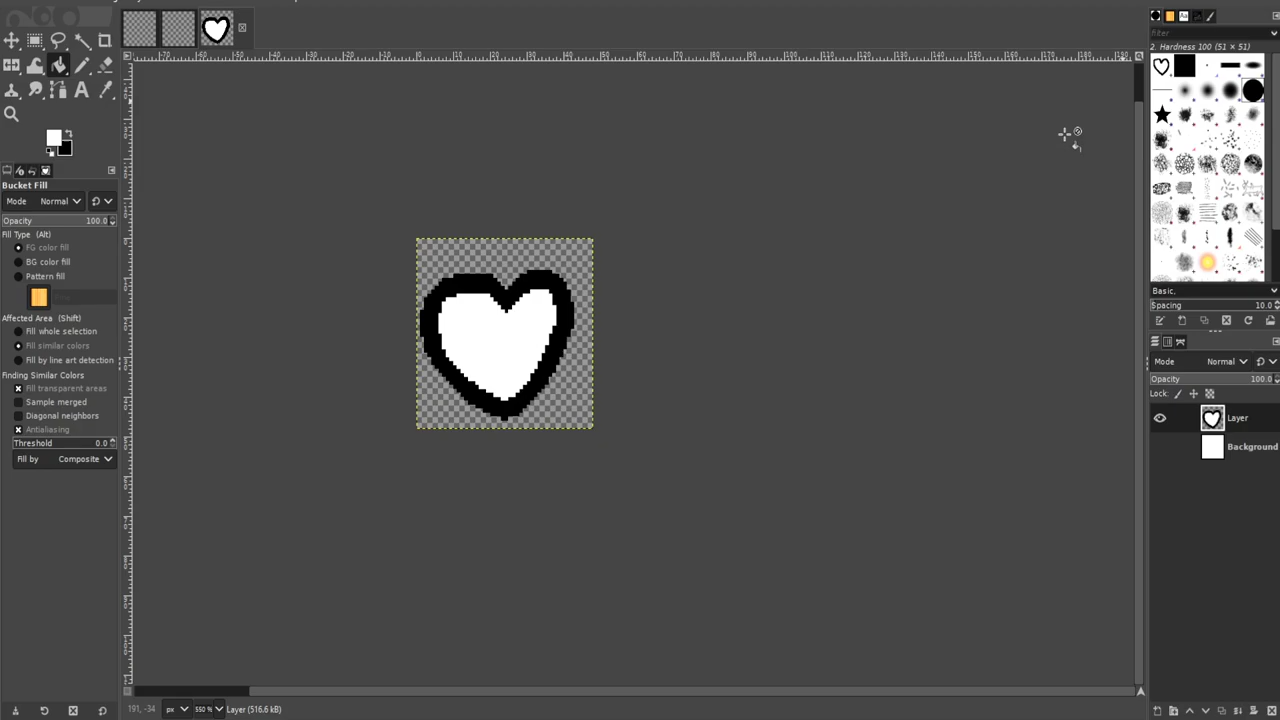 filter
2. Hardness 100 (51 × 51)
Bucket Fill
Mode Normal
Opacity 100.0
Fill Type (Alt)
FG color fill
BG color fill
Pattern fill
Affected Area (Shift)
Fill whole selection
Fill similar colors
Fill by line art detection
Finding Similar Colors
Fill transparent areas
Sample merged
Diagonal neighbors
Antialiasing
Threshold 0.0
Fill by Composite
Basic,
Spacing 10.0
Mode Normal
Opacity 100.0
Lock:
Layer
Background
191, -34 px 550 % Layer (516.6 kB)